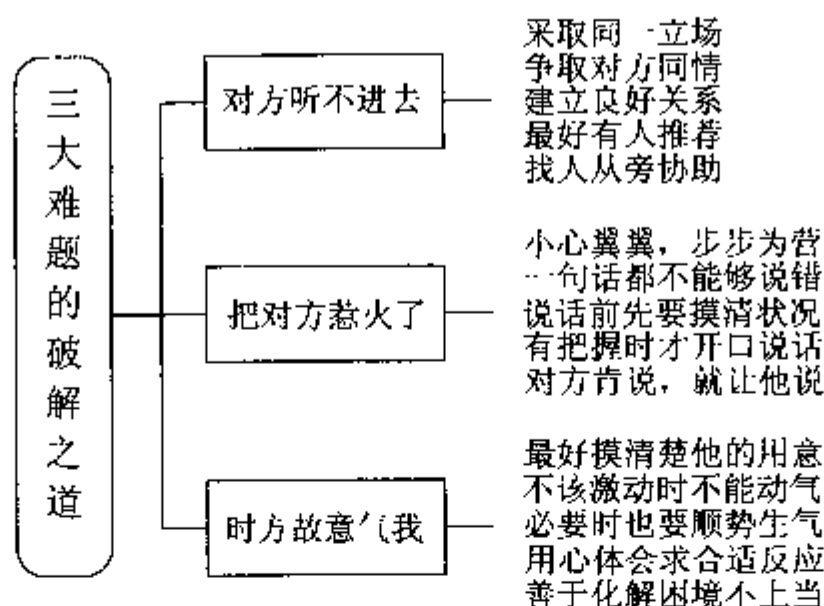 三大难题的破解之道
对方听不进去
采取同一立场
争取对方同情
建立良好关系
最好有人推荐
找人从旁协助
把对方惹火了
小心翼翼，步步为营
一句话都不能够说错
说话前先要摸清状况
有把握时才开口说话
对方肯说，就让他说
对方故意气我
最好摸清楚他的用意
不该激动时不能动气
必要时也要顺势生气
用心体会求合适反应
善于化解困境不上当